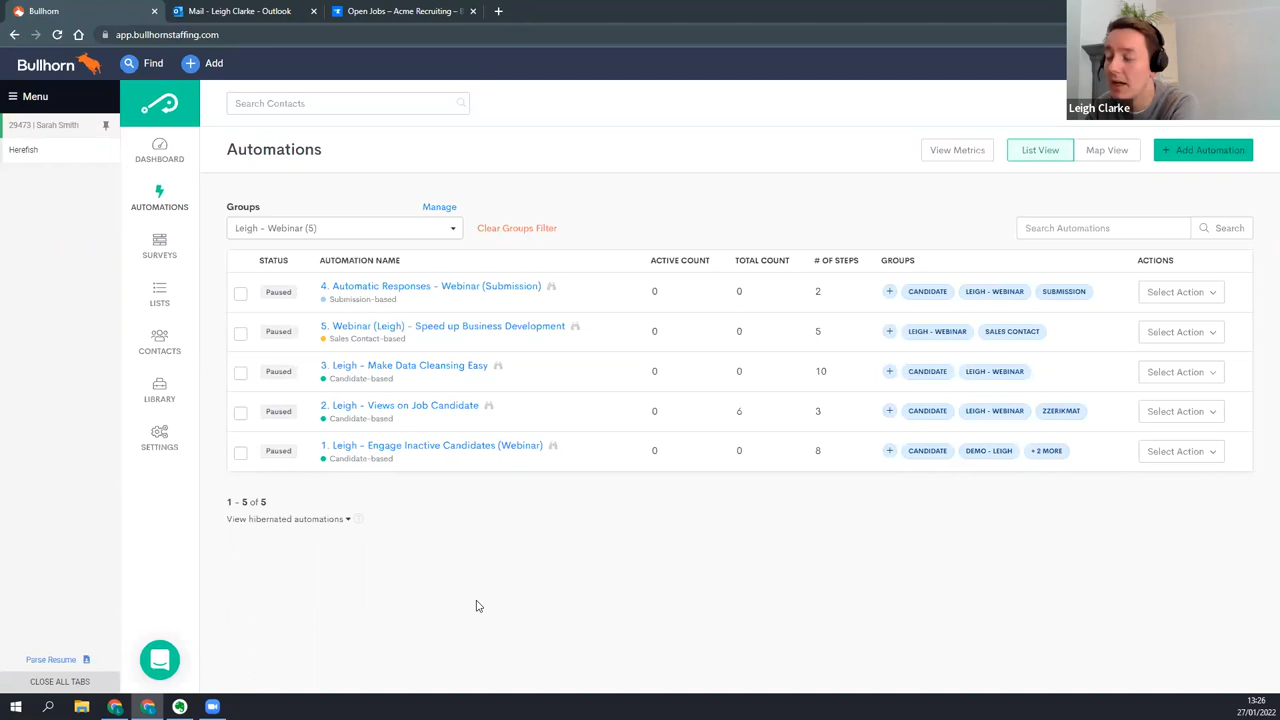 Bullhorn
Mail - Leigh Clarke - Outlook
Open Jobs – Acme Recruiting – E
app.bullhornstaffing.com
Bullhorn
Find
Add
Leigh Clarke
Menu
29473 | Sarah Smith
Herefish
Parse Resume
CLOSE ALL TABS
DASHBOARD
AUTOMATIONS
SURVEYS
LISTS
CONTACTS
LIBRARY
SETTINGS
Search Contacts
Automations
View Metrics
List View
Map View
+ Add Automation
Groups
Manage
Leigh - Webinar (5)
Clear Groups Filter
Search Automations
Search
STATUS AUTOMATION NAME ACTIVE COUNT TOTAL COUNT # OF STEPS GROUPS ACTIONS
Paused 4. Automatic Responses - Webinar (Submission) 0 0 2 + CANDIDATE LEIGH - WEBINAR SUBMISSION Select Action
Submission-based
Paused 5. Webinar (Leigh) - Speed up Business Development 0 0 5 + LEIGH - WEBINAR SALES CONTACT Select Action
Sales Contact-based
Paused 3. Leigh - Make Data Cleansing Easy 0 0 10 + CANDIDATE LEIGH - WEBINAR Select Action
Candidate-based
Paused 2. Leigh - Views on Job Candidate 0 6 3 + CANDIDATE LEIGH - WEBINAR ZZERIKMAT Select Action
Candidate-based
Paused 1. Leigh - Engage Inactive Candidates (Webinar) 0 0 8 + CANDIDATE DEMO - LEIGH + 2 MORE Select Action
Candidate-based
1 - 5 of 5
View hibernated automations
13:26
27/01/2022